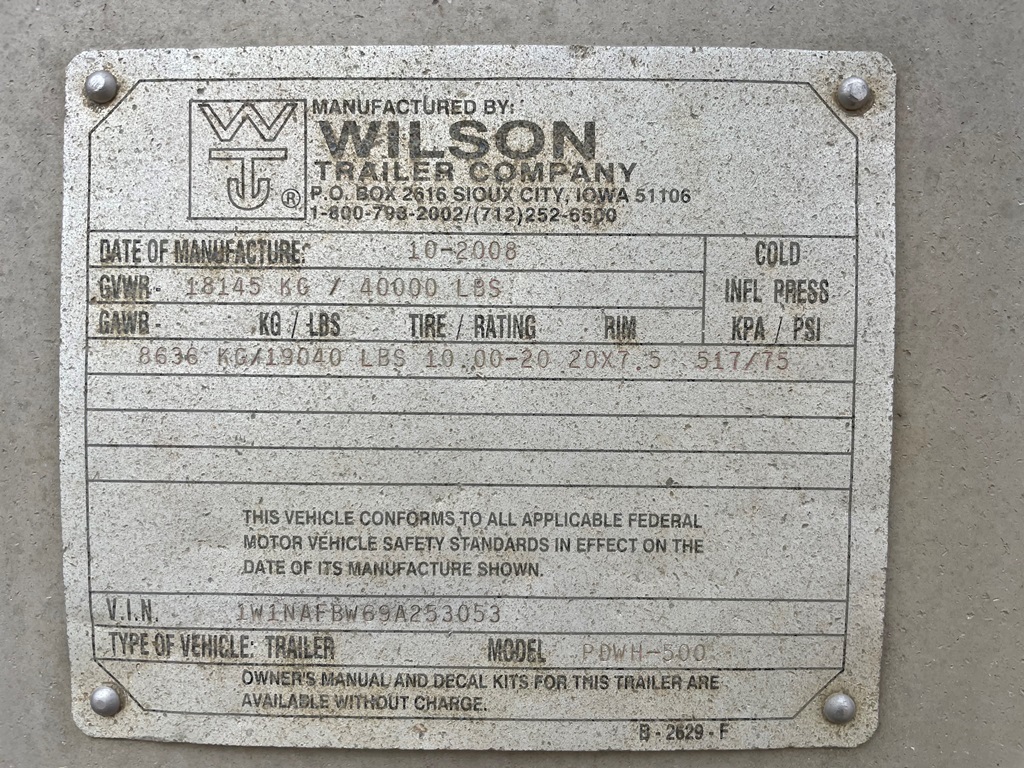 WT ®
MANUFACTURED BY:
WILSON
TRAILER COMPANY
P.O. BOX 2616 SIOUX CITY, IOWA 51106
1-800-798-2002/(712)252-6500
DATE OF MANUFACTURE: 10-2008
COLD
GVWR - 18145 KG / 40000 LBS
INFL PRESS
GAWR - KG / LBS TIRE / RATING RIM KPA / PSI
8636 KG/19040 LBS 10.00-20 20X7.5 517/75
THIS VEHICLE CONFORMS TO ALL APPLICABLE FEDERAL
MOTOR VEHICLE SAFETY STANDARDS IN EFFECT ON THE
DATE OF ITS MANUFACTURE SHOWN.
V.I.N. 1W1NAFBW69A253053
TYPE OF VEHICLE: TRAILER MODEL PDWH-500
OWNER'S MANUAL AND DECAL KITS FOR THIS TRAILER ARE
AVAILABLE WITHOUT CHARGE.
B - 2629 - F